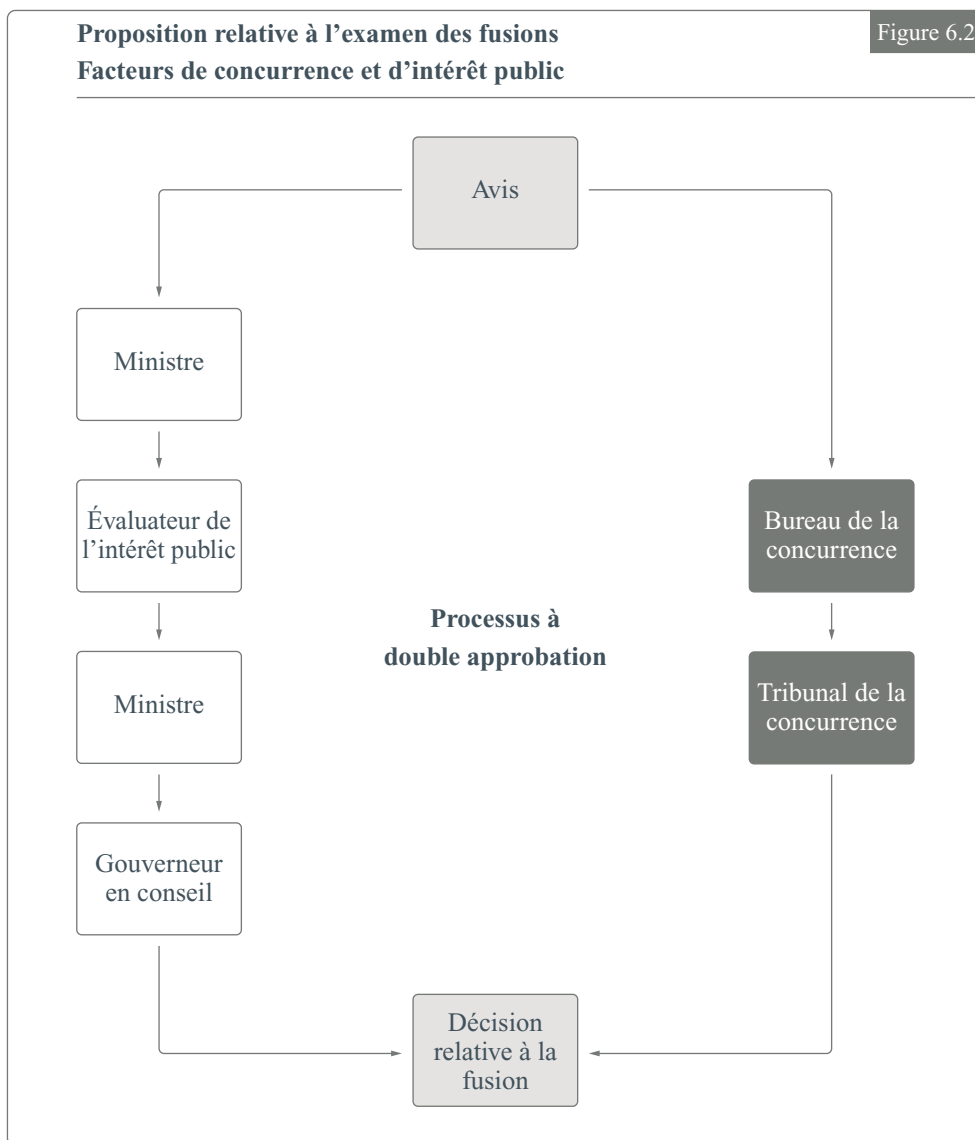 Proposition relative à l’examen des fusions
Facteurs de concurrence et d’intérêt public
Figure 6.2
Avis
Ministre
Évaluateur de
l’intérêt public
Ministre
Gouverneur
en conseil
Processus à
double approbation
Bureau de la
concurrence
Tribunal de la
concurrence
Décision
relative à la
fusion